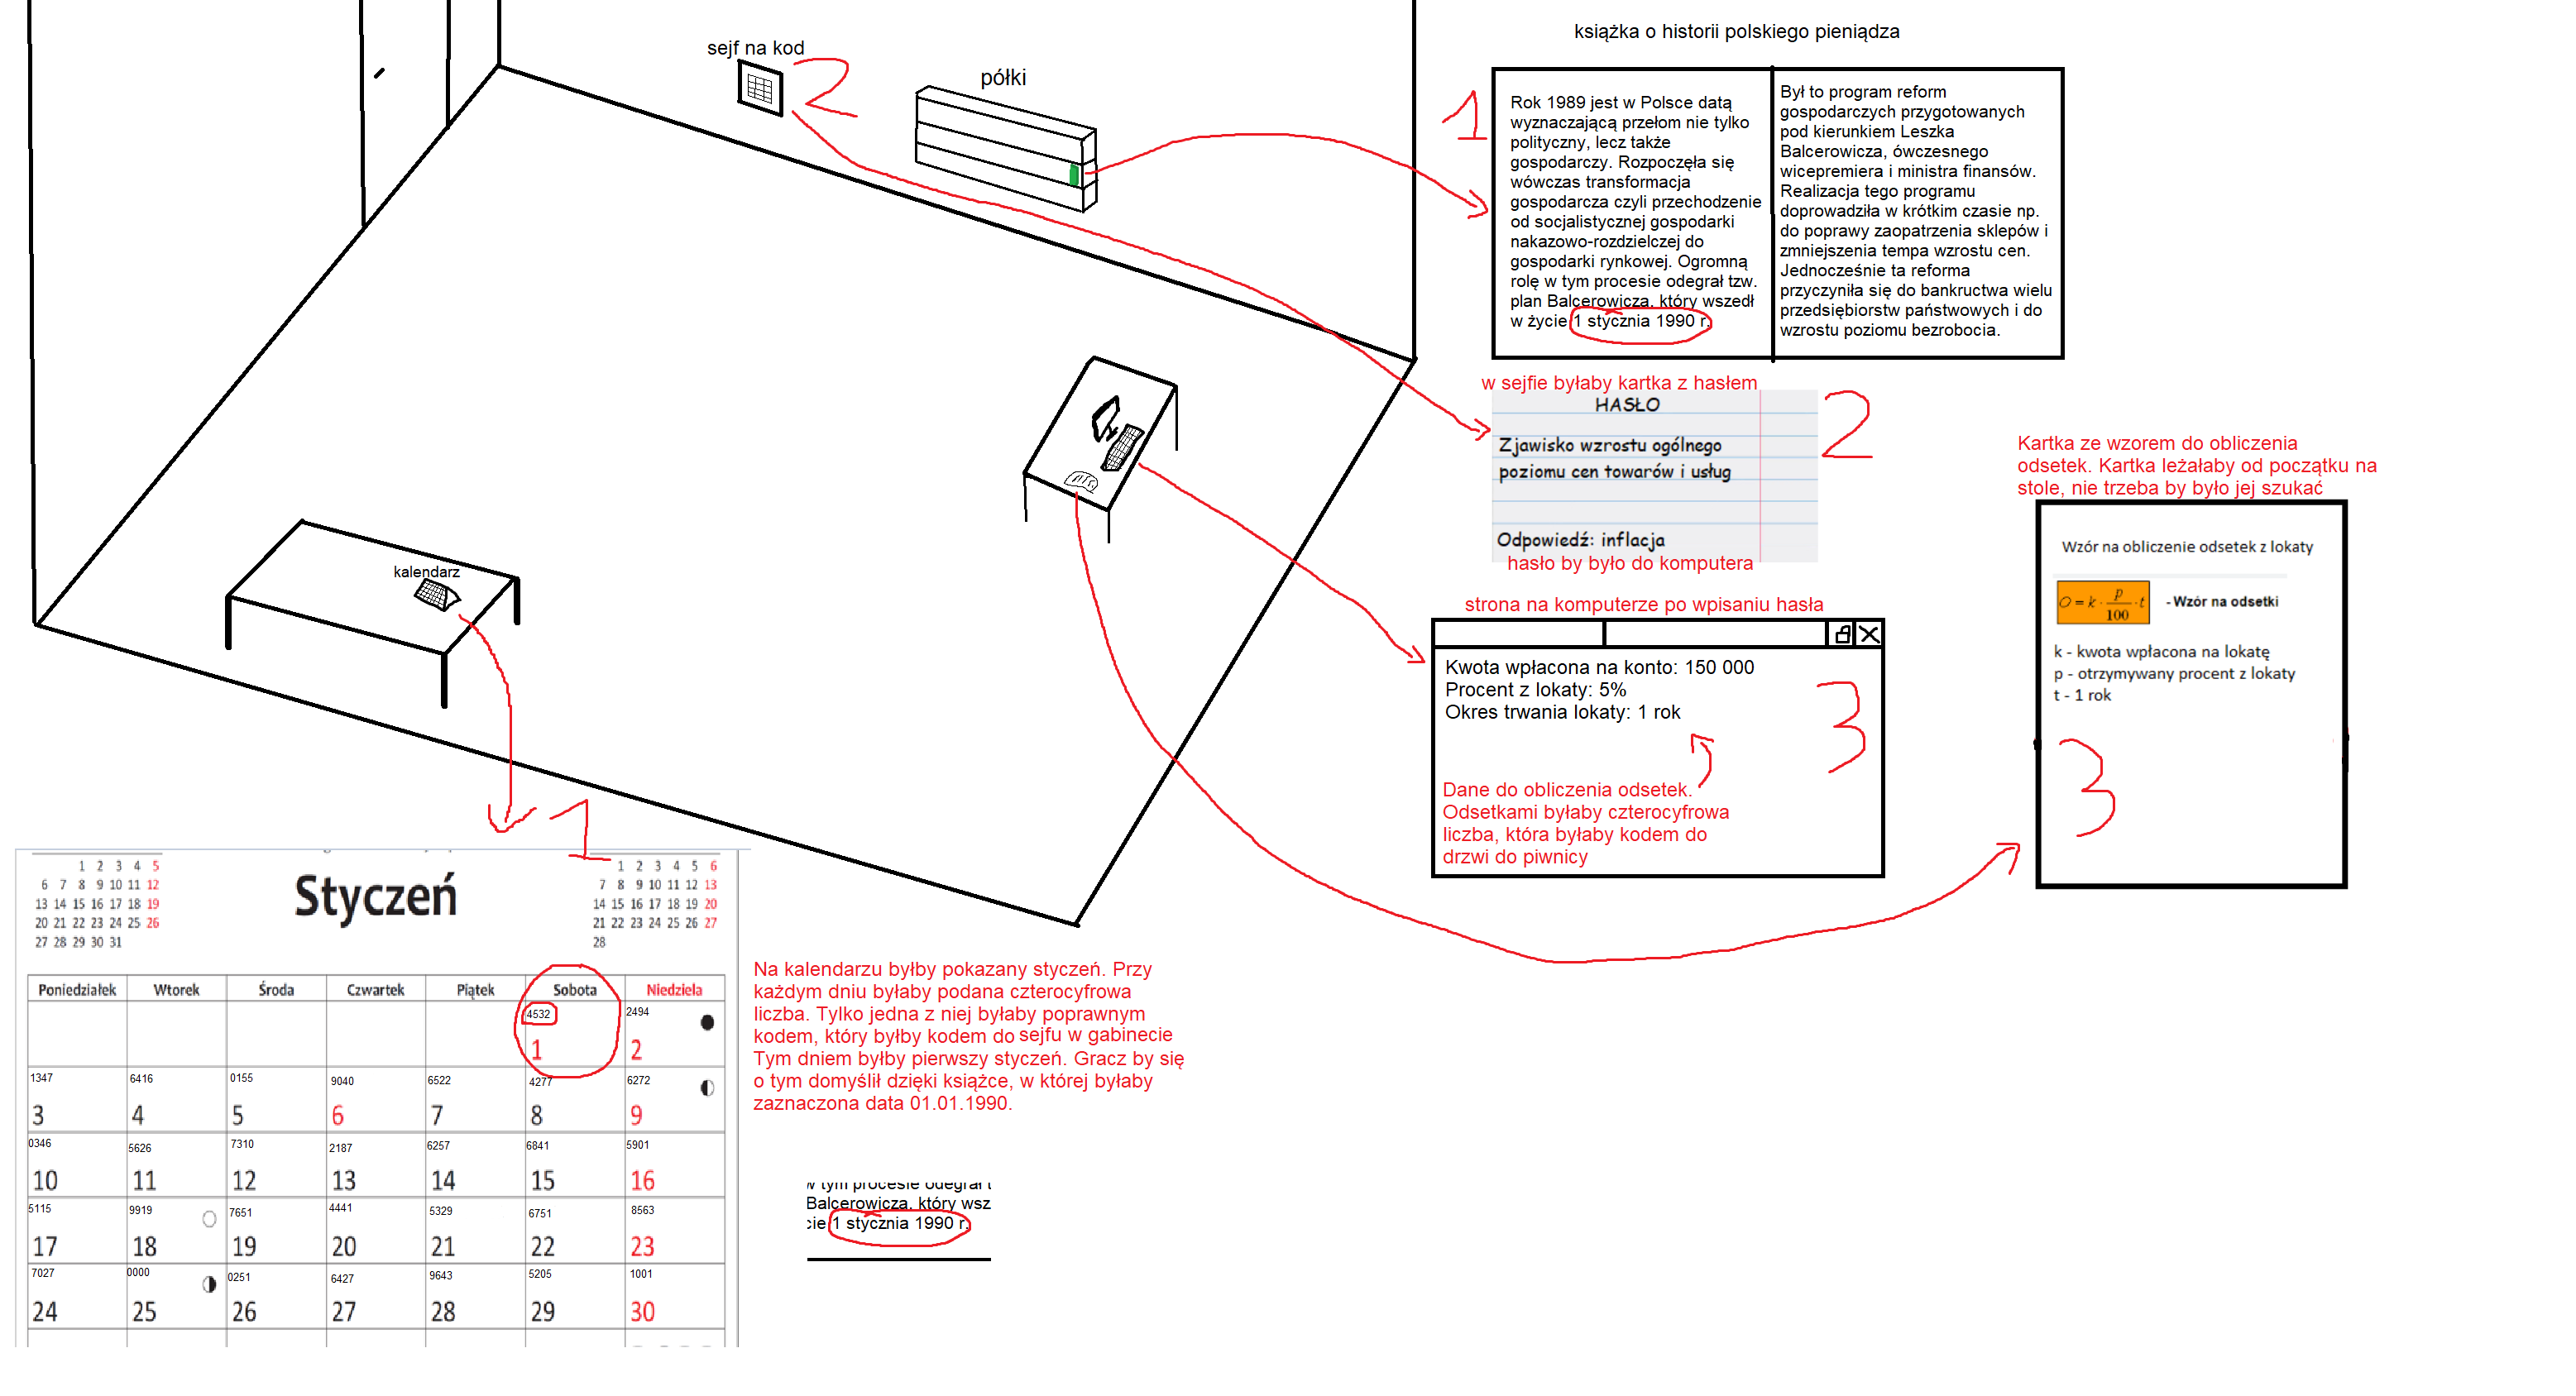 sejf na kod
2
półki
książka o historii polskiego pieniądza
1
Rok 1989 jest w Polsce datą
wyznaczającą przełom nie tylko
polityczny, lecz także
gospodarczy. Rozpoczęła się
wówczas transformacja
gospodarcza czyli przechodzenie
od socjalistycznej gospodarki
nakazowo-rozdzielczej do
gospodarki rynkowej. Ogromną
rolę w tym procesie odegrał tzw.
plan Balcerowicza, który wszedł
w życie 1 stycznia 1990 r.
Był to program reform
gospodarczych przygotowanych
pod kierunkiem Leszka
Balcerowicza, ówczesnego
wicepremiera i ministra finansów.
Realizacja tego programu
doprowadziła w krótkim czasie np.
do poprawy zaopatrzenia sklepów i
zmniejszenia tempa wzrostu cen.
Jednocześnie ta reforma
przyczyniła się do bankructwa wielu
przedsiębiorstw państwowych i do
wzrostu poziomu bezrobocia.
w sejfie byłaby kartka z hasłem
HASŁO
2
Zjawisko wzrostu ogólnego
poziomu cen towarów i usług
Odpowiedź: inflacja
hasło by było do komputera
Kartka ze wzorem do obliczenia
odsetek. Kartka leżałaby od początku na
stole, nie trzeba by było jej szukać
Wzór na obliczenie odsetek z lokaty
O = k · p/100 · t - Wzór na odsetki
k - kwota wpłacona na lokatę
p - otrzymywany procent z lokaty
t - 1 rok
3
strona na komputerze po wpisaniu hasła
Kwota wpłacona na konto: 150 000
Procent z lokaty: 5%
Okres trwania lokaty: 1 rok
3
Dane do obliczenia odsetek.
Odsetkami byłaby czterocyfrowa
liczba, która byłaby kodem do
drzwi do piwnicy
kalendarz
1
1 2 3 4 5
6 7 8 9 10 11 12
13 14 15 16 17 18 19
20 21 22 23 24 25 26
27 28 29 30 31
Styczeń
1 2 3 4 5 6
7 8 9 10 11 12 13
14 15 16 17 18 19 20
21 22 23 24 25 26 27
28
Poniedziałek Wtorek Środa Czwartek Piątek Sobota Niedziela
4532 2494
1 2
1347 6416 0155 9040 6522 4277 6272
3 4 5 6 7 8 9
0346 5626 7310 2187 6257 6841 5901
10 11 12 13 14 15 16
5115 9919 7651 4441 5329 6751 8563
17 18 19 20 21 22 23
7027 0000 0251 6427 9643 5205 1001
24 25 26 27 28 29 30
Na kalendarzu byłby pokazany styczeń. Przy
każdym dniu byłaby podana czterocyfrowa
liczba. Tylko jedna z niej byłaby poprawnym
kodem, który byłby kodem do sejfu w gabinecie
Tym dniem byłby pierwszy styczeń. Gracz by się
o tym domyślił dzięki książce, w której byłaby
zaznaczona data 01.01.1990.
w tym procesie odegrał t
Balcerowicza, który wsz
cie 1 stycznia 1990 r.